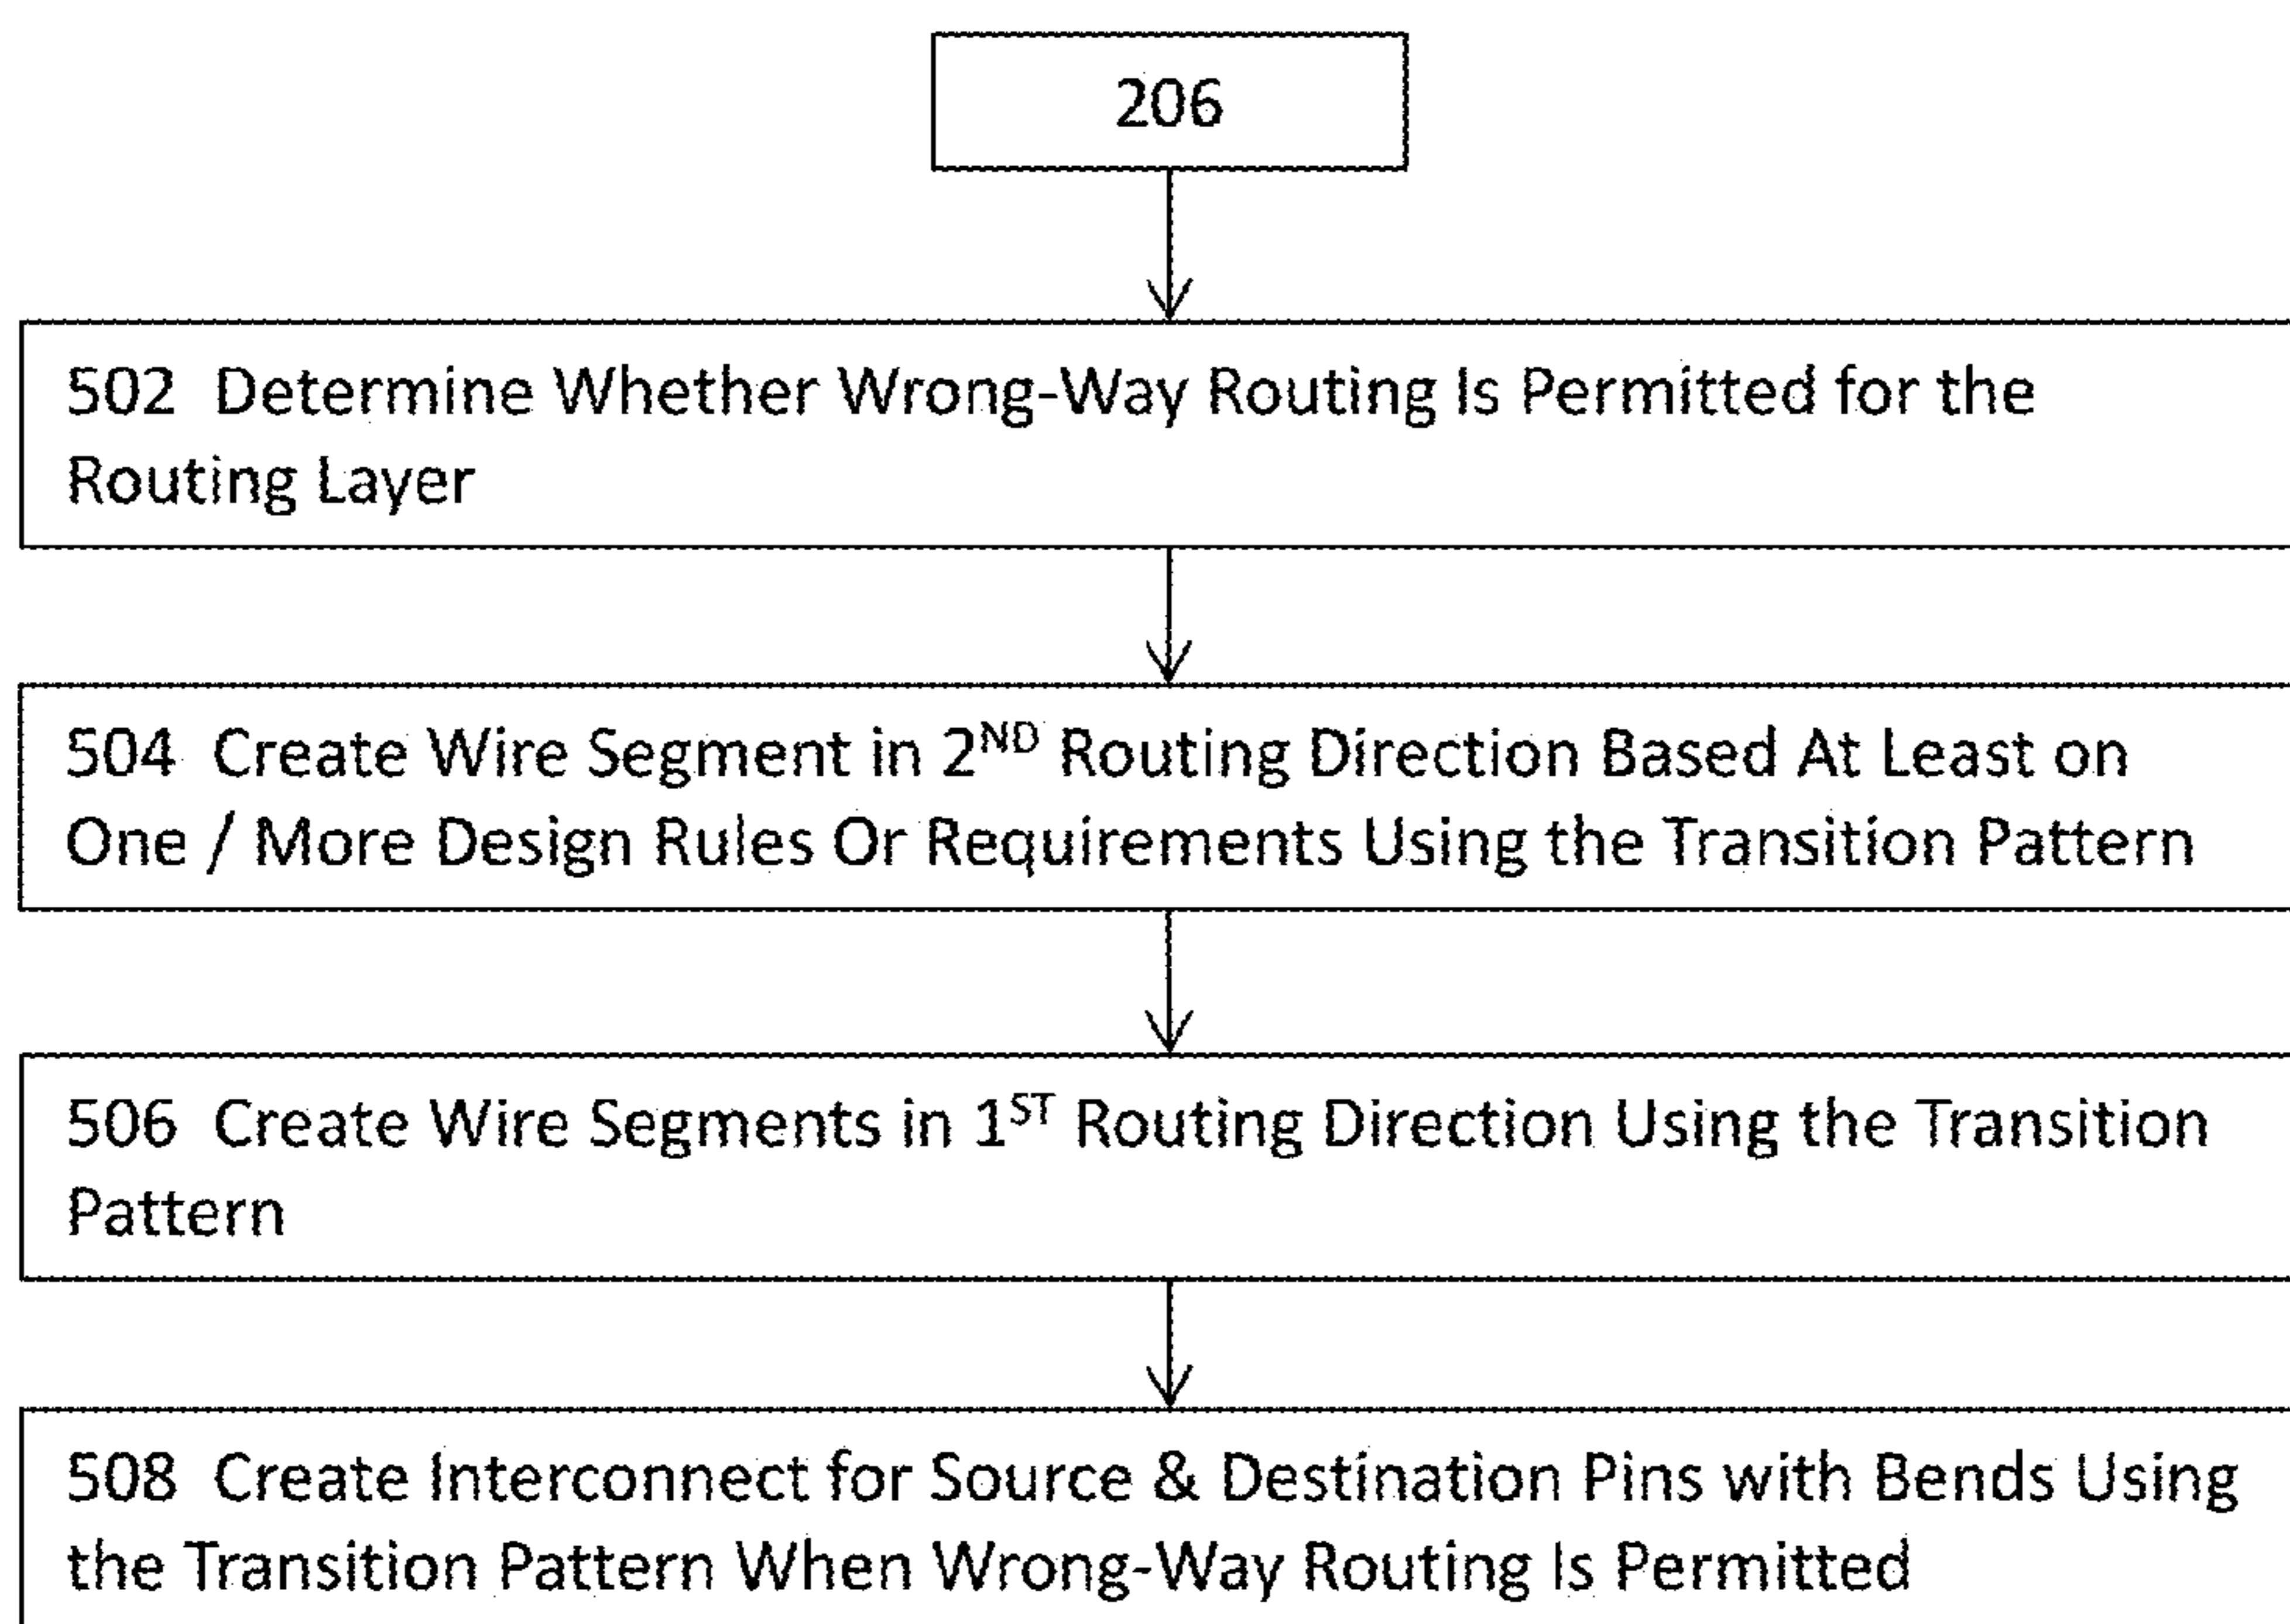 206
502 Determine Whether Wrong-Way Routing Is Permitted for the
Routing Layer
504 Create Wire Segment in 2ND Routing Direction Based At Least on
One / More Design Rules Or Requirements Using the Transition Pattern
506 Create Wire Segments in 1ST Routing Direction Using the Transition
Pattern
508 Create Interconnect for Source & Destination Pins with Bends Using
the Transition Pattern When Wrong-Way Routing Is Permitted